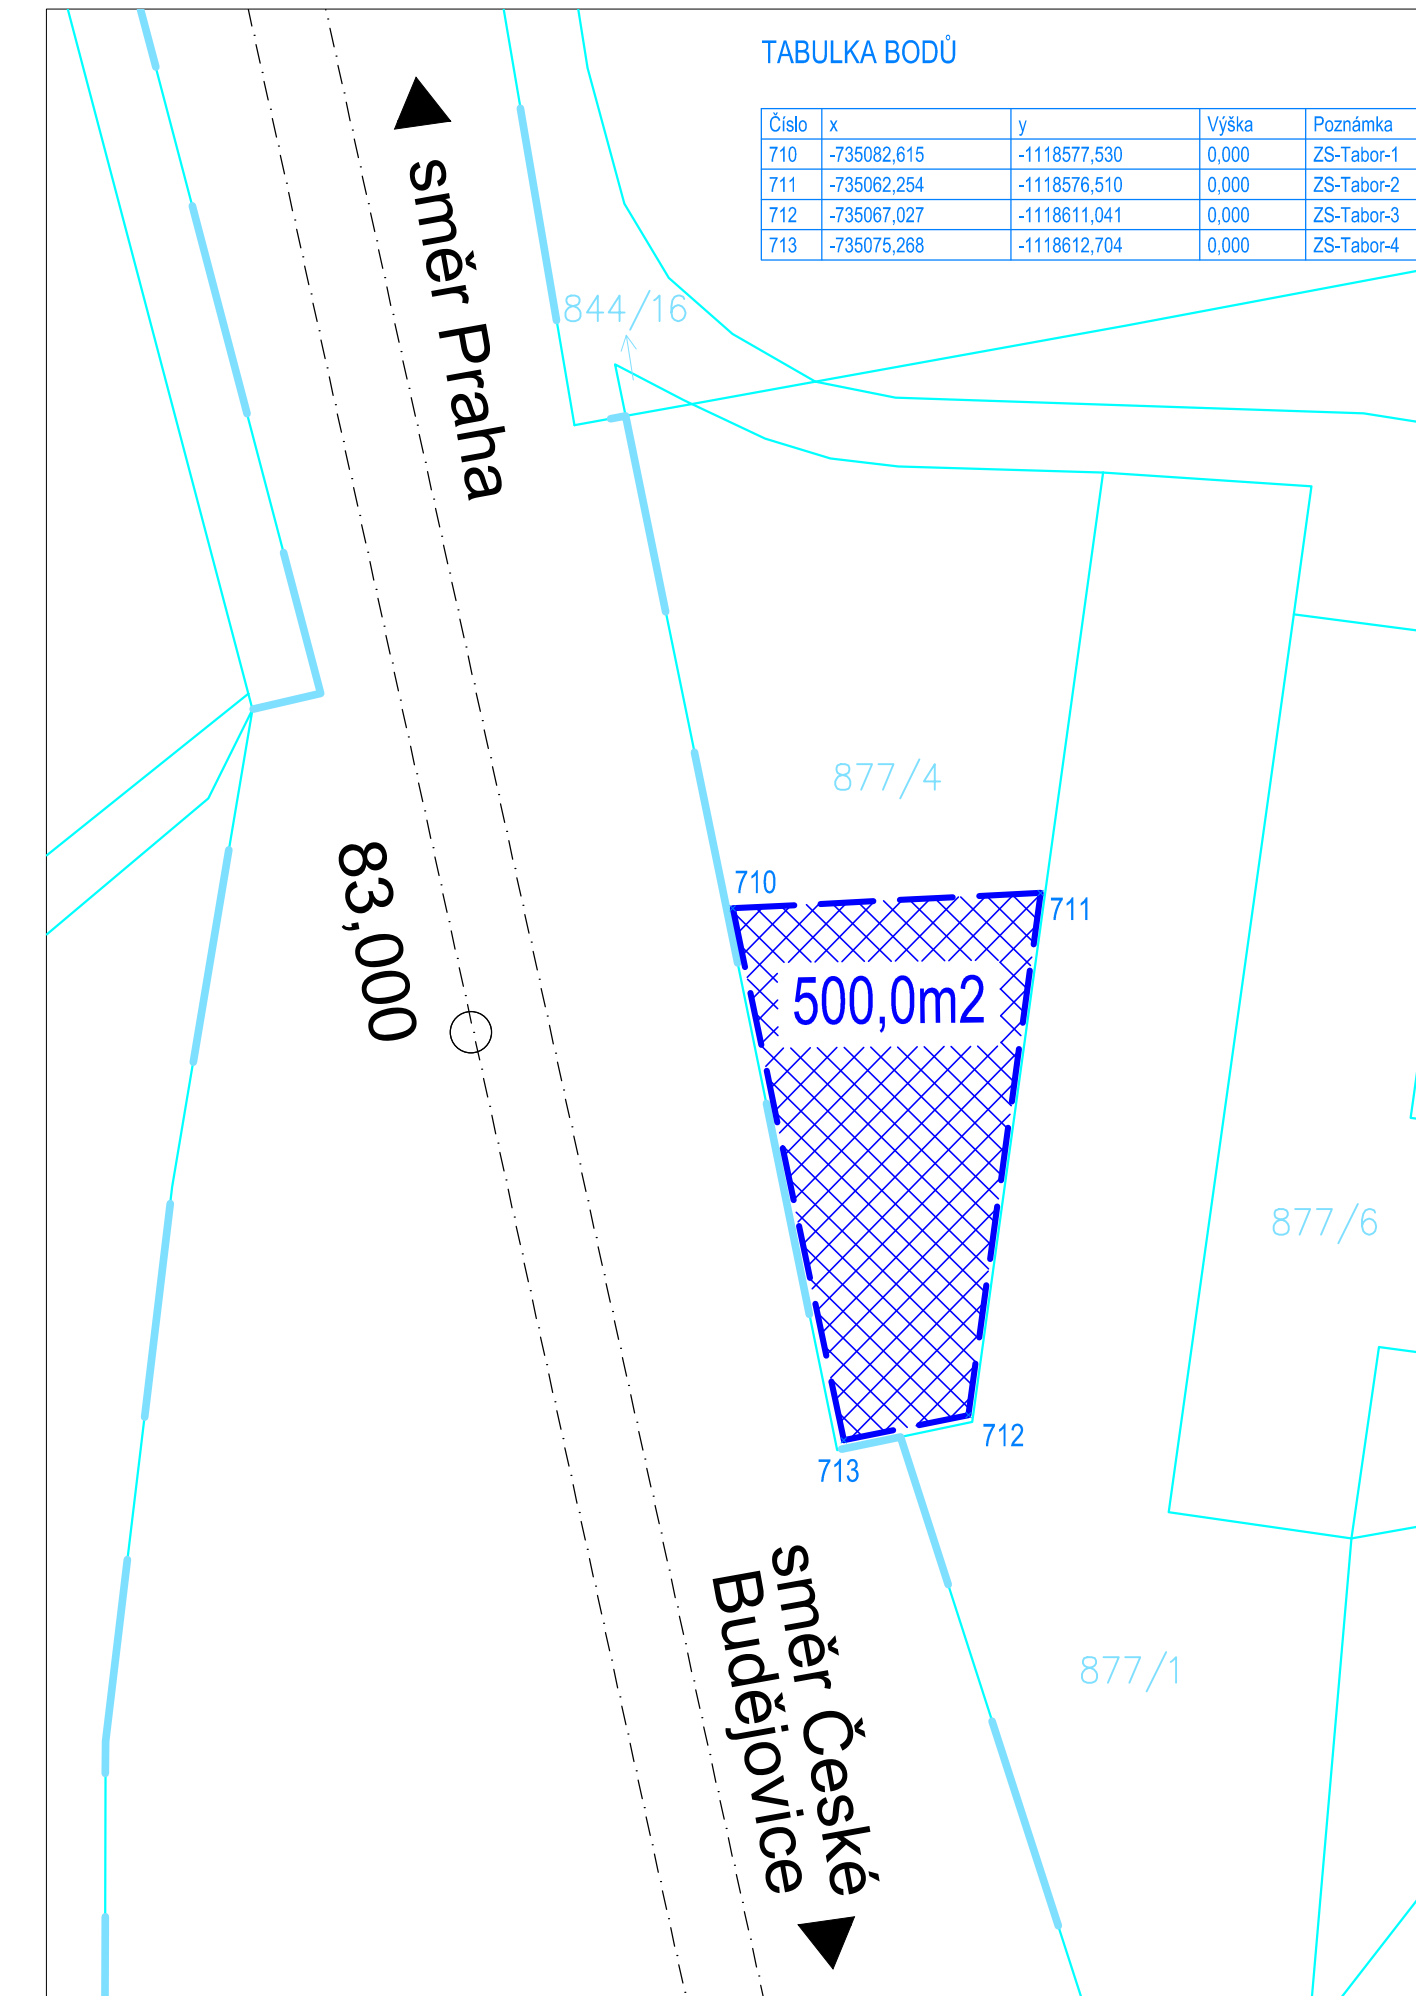 TABULKA BODŮ
Číslo x y Výška Poznámka
710 -735082,615 -1118577,530 0,000 ZS-Tabor-1
711 -735062,254 -1118576,510 0,000 ZS-Tabor-2
712 -735067,027 -1118611,041 0,000 ZS-Tabor-3
713 -735075,268 -1118612,704 0,000 ZS-Tabor-4
směr Praha
844/16
877/4
83,000
710
711
500,0m2
877/6
712
713
směr České
Budějovice
877/1